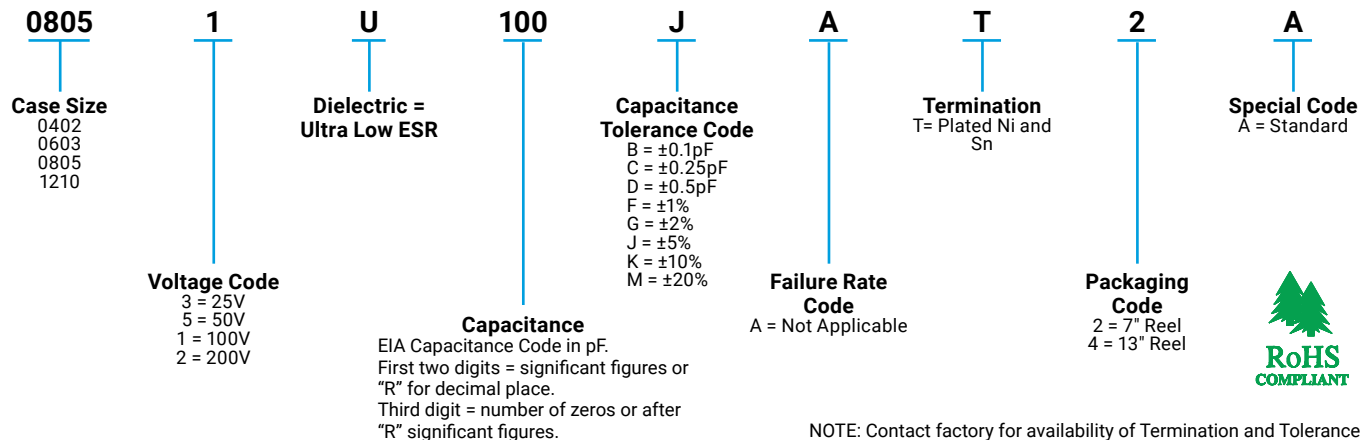 0805 1 U 100 J A T 2 A
Case Size
0402
0603
0805
1210
Voltage Code
3 = 25V
5 = 50V
1 = 100V
2 = 200V
Dielectric =
Ultra Low ESR
Capacitance
EIA Capacitance Code in pF.
First two digits = significant figures or
“R” for decimal place.
Third digit = number of zeros or after
“R” significant figures.
Capacitance
Tolerance Code
B = ±0.1pF
C = ±0.25pF
D = ±0.5pF
F = ±1%
G = ±2%
J = ±5%
K = ±10%
M = ±20%
Failure Rate
Code
A = Not Applicable
Termination
T= Plated Ni and
Sn
Packaging
Code
2 = 7" Reel
4 = 13" Reel
Special Code
A = Standard
RoHS
COMPLIANT
NOTE: Contact factory for availability of Termination and Tolerance